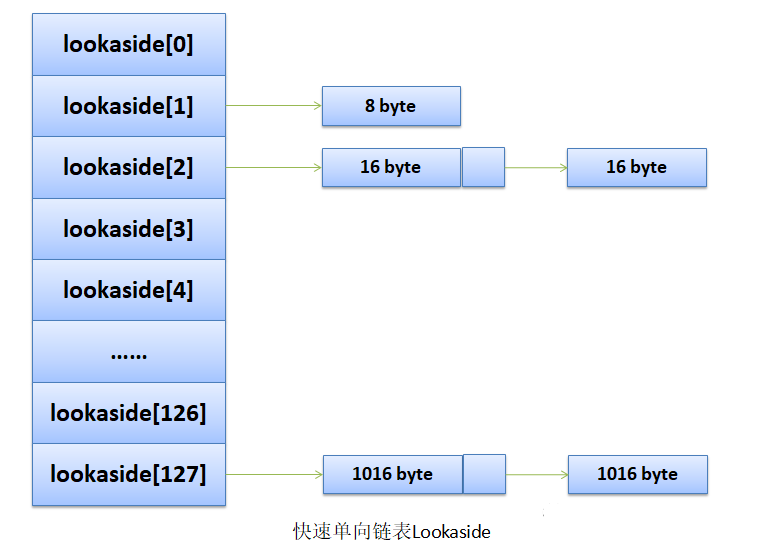 lookaside[0]
lookaside[1]
8 byte
lookaside[2]
16 byte
16 byte
lookaside[3]
lookaside[4]
……
lookaside[126]
lookaside[127]
1016 byte
1016 byte
快速单向链表Lookaside